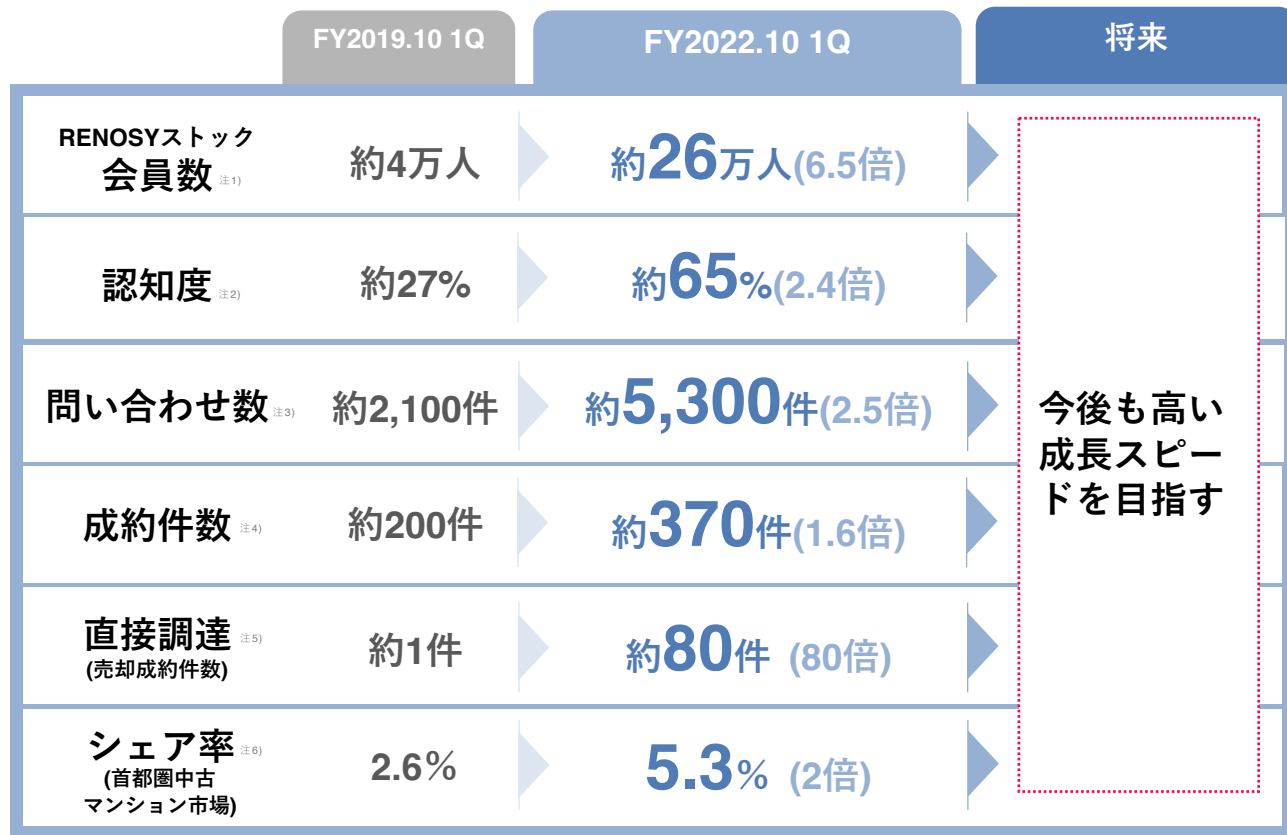 FY2019.10 1Q
FY2022.10 1Q
将来
RENOSYストック
会員数 注1)
約4万人
約26万人(6.5倍)
認知度 注2)
約27%
約65%(2.4倍)
問い合わせ数 注3)
約2,100件
約5,300件(2.5倍)
成約件数 注4)
約200件
約370件(1.6倍)
直接調達 注5)
(売却成約件数)
約1件
約80件 (80倍)
シェア率 注6)
(首都圏中古
マンション市場)
2.6%
5.3% (2倍)
今後も高い
成長スピー
ドを目指す